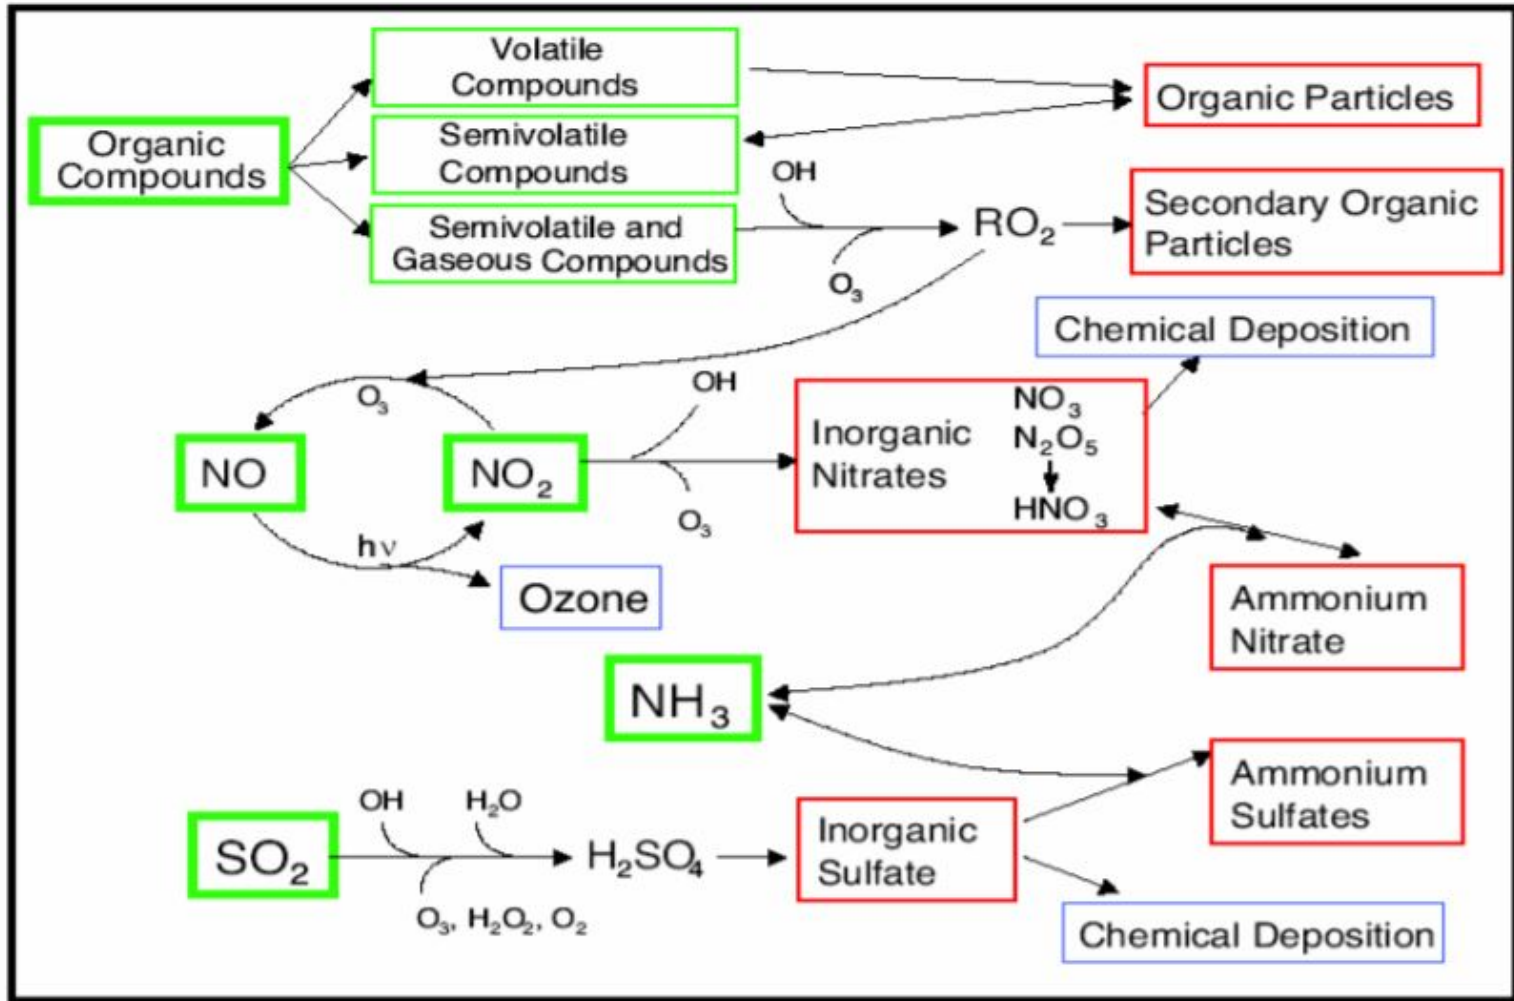 Volatile
Compounds
Organic Particles
Organic
Compounds
Semivolatile
Compounds
OH
Semivolatile and
Gaseous Compounds
O₃
RO₂
Secondary Organic
Particles
Chemical Deposition
O₃
OH
NO
NO₂
O₃
Inorganic
Nitrates
NO₃
N₂O₅
HNO₃
hν
Ozone
Ammonium
Nitrate
NH₃
Ammonium
Sulfates
SO₂
OH
H₂O
O₃, H₂O₂, O₂
H₂SO₄
Inorganic
Sulfate
Chemical Deposition